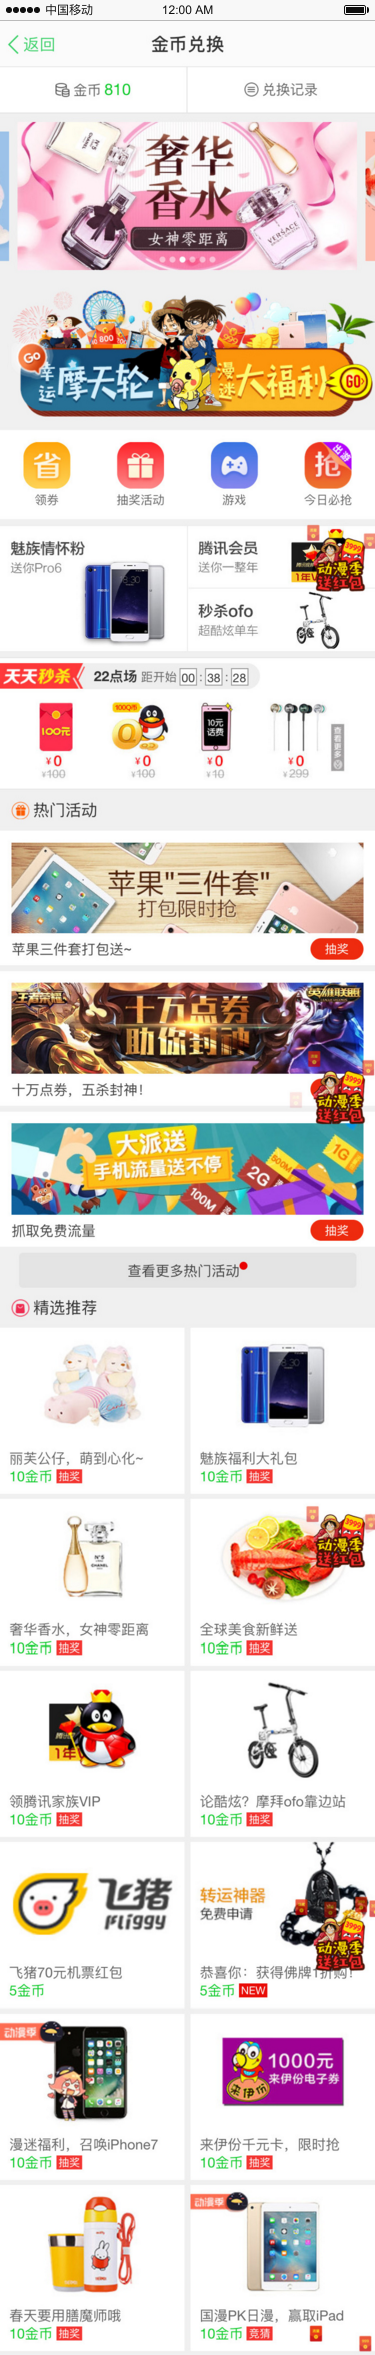 中国移动 12:00 AM
返回 金币兑换
金币 810 兑换记录
奢华
香水
女神零距离
VERSACE
800
GO 幸运摩天轮 漫迷大福利 GO!
省 抢 出游
领券 抽奖活动 游戏 今日必抢
魅族情怀粉
送你Pro6
腾讯会员
送你一整年
3999
动漫季
送红包
秒杀ofo
超酷炫单车
天天秒杀 22点场 距开始 00 : 38 : 28
100元 100Q币 10元话费
¥0 ¥0 ¥0 ¥0
¥100 ¥100 ¥10 ¥299
查看更多
热门活动
苹果"三件套"
打包限时抢
苹果三件套打包送~ 抽奖
王者荣耀 英雄联盟
十万点券
助你封神
十万点券，五杀封神！
3999
动漫季
送红包
大派送
手机流量送不停
100M 2G 500M 1G
抓取免费流量 抽奖
查看更多热门活动
精选推荐
丽芙公仔，萌到心化~ 魅族福利大礼包
10金币 抽奖 10金币 抽奖
N°5
CHANEL
3999
动漫季
送红包
奢华香水，女神零距离 全球美食新鲜送
10金币 抽奖 10金币 抽奖
领腾讯家族VIP 论酷炫？摩拜ofo靠边站
10金币 抽奖 10金币 抽奖
飞猪
Fliggy
转运神器
免费申请
3999
动漫季
送红包
飞猪70元机票红包 恭喜你：获得佛牌1折购！
5金币 5金币 NEW
动漫季
1000元
来伊份电子券
来伊份
漫迷福利，召唤iPhone7 来伊份千元卡，限时抢
10金币 抽奖 10金币 抽奖
动漫季
春天要用膳魔师哦 国漫PK日漫，赢取iPad
10金币 抽奖 10金币 竞猜